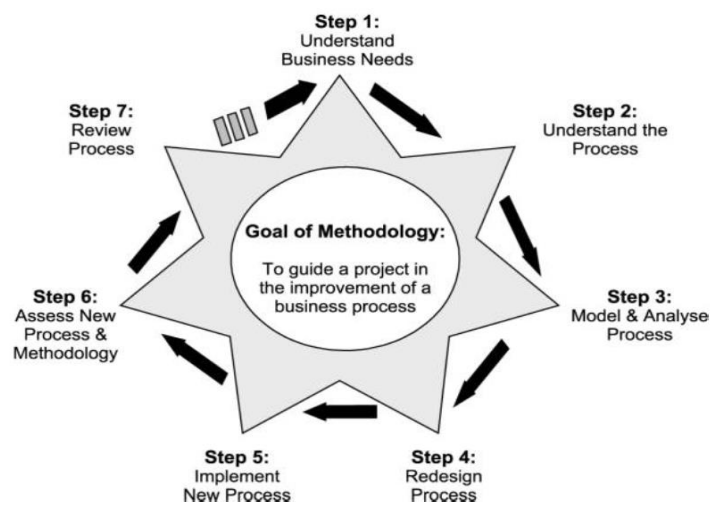 Step 1:
Understand
Business Needs
Step 2:
Understand the
Process
Step 3:
Model & Analyse
Process
Step 4:
Redesign
Process
Step 5:
Implement
New Process
Step 6:
Assess New
Process &
Methodology
Step 7:
Review
Process
Goal of Methodology:
To guide a project in
the improvement of a
business process